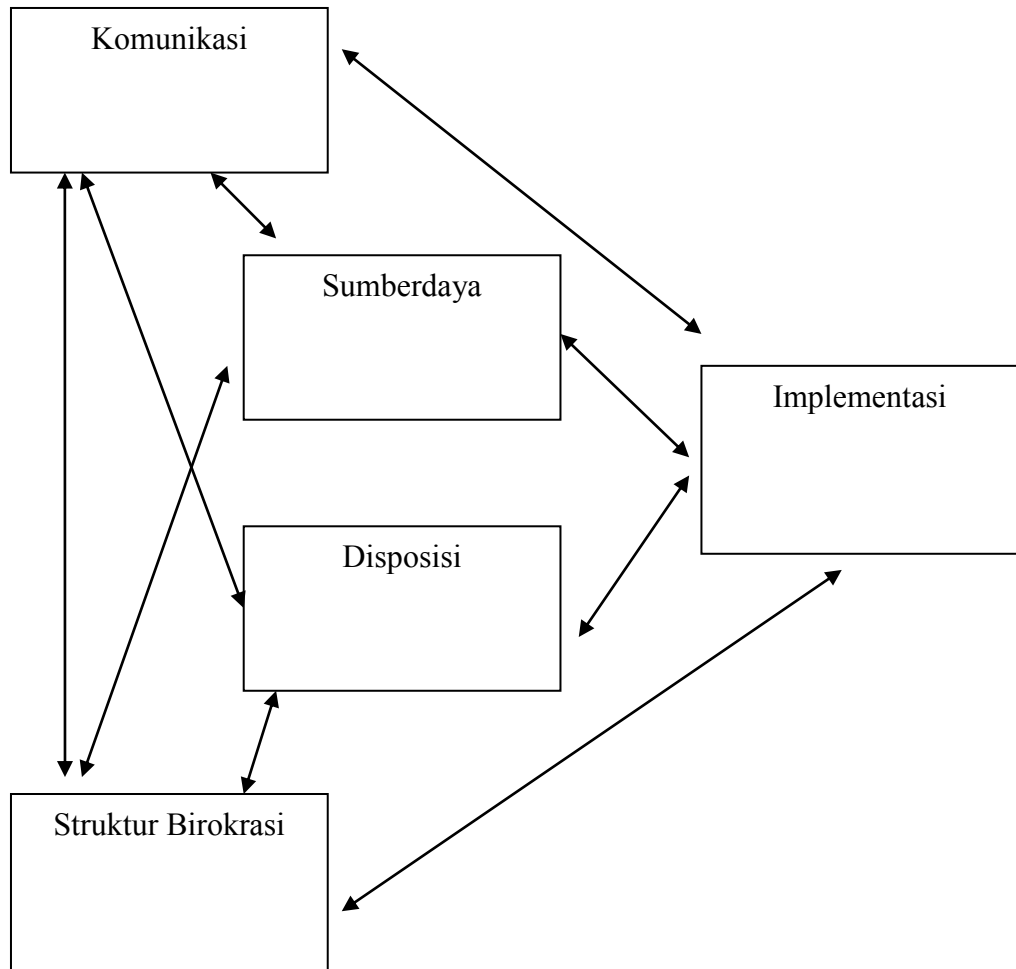 Komunikasi
Sumberdaya
Implementasi
Disposisi
Struktur Birokrasi